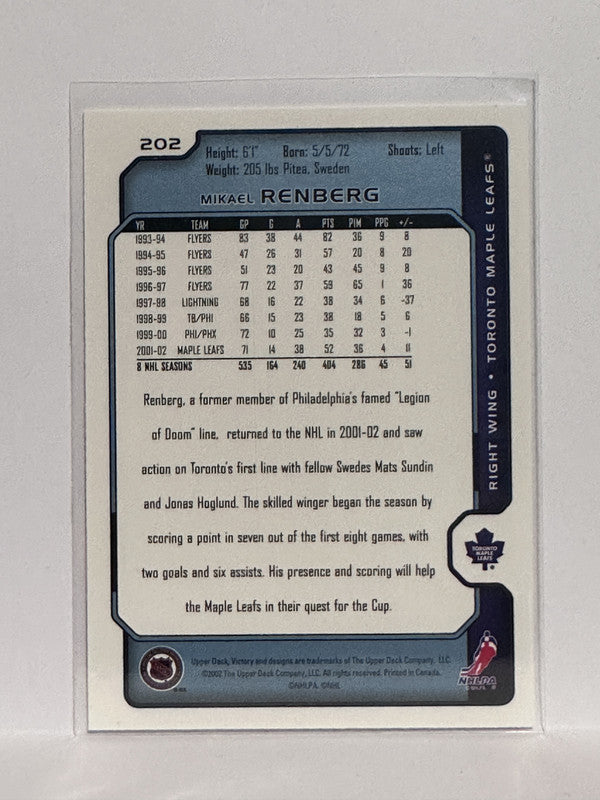 202
Height: 6'1" Born: 5/5/72 Shoots: Left
Weight: 205 lbs Pitea, Sweden
MIKAEL RENBERG
YR TEAM GP G A PTS PIM PPG +/-
1993-94 FLYERS 83 38 44 82 36 9 8
1994-95 FLYERS 47 26 31 57 20 8 20
1995-96 FLYERS 51 23 20 43 45 9 8
1996-97 FLYERS 77 22 37 59 65 1 36
1997-98 LIGHTNING 68 16 22 38 34 6 -37
1998-99 TB/PHI 66 15 23 38 18 5 6
1999-00 PHI/PHX 72 10 25 35 32 3 -1
2001-02 MAPLE LEAFS 71 14 38 52 36 4 11
8 NHL SEASONS 535 164 240 404 286 45 51
Renberg, a former member of Philadelphia's famed "Legion
of Doom" line, returned to the NHL in 2001-02 and saw
action on Toronto's first line with fellow Swedes Mats Sundin
and Jonas Hoglund. The skilled winger began the season by
scoring a point in seven out of the first eight games, with
two goals and six assists. His presence and scoring will help
the Maple Leafs in their quest for the Cup.
RIGHT WING • TORONTO MAPLE LEAFS®
TORONTO
MAPLE
LEAFS
Upper Deck, Victory and designs are trademarks of The Upper Deck Company, LLC.
©2002 The Upper Deck Company, LLC. All rights reserved. Printed in Canada.
©NHLPA. ©NHL
NHLPA